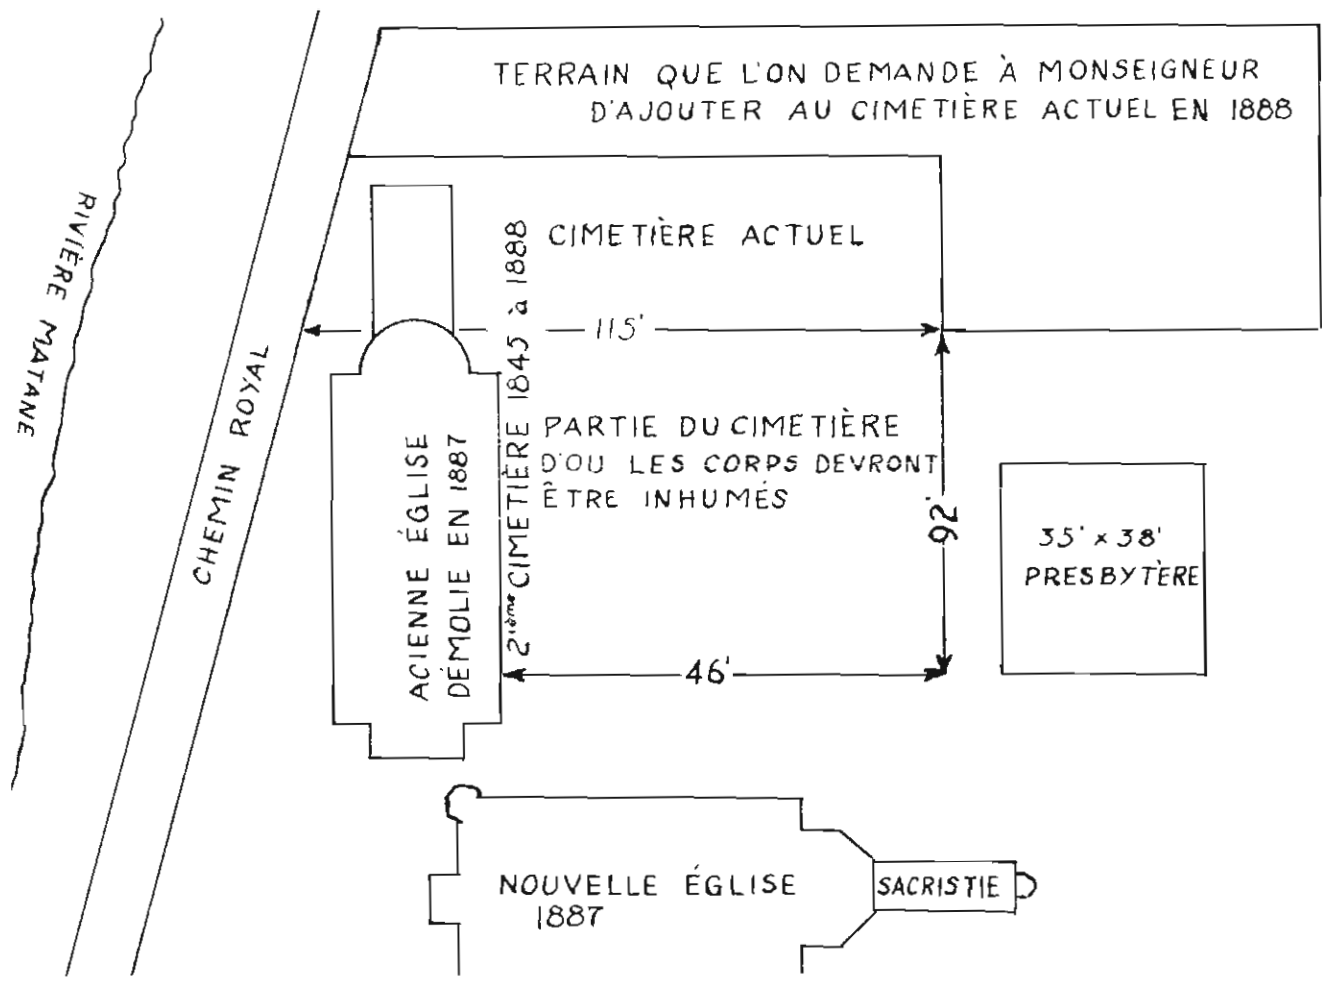 TERRAIN QUE L'ON DEMANDE À MONSEIGNEUR
D'AJOUTER AU CIMETIÈRE ACTUEL EN 1888
RIVIÈRE MATANE
CHEMIN ROYAL
CIMETIÈRE ACTUEL
115'
2ième CIMETIÈRE 1845 à 1888
ACIENNE ÉGLISE
DÉMOLIE EN 1887
PARTIE DU CIMETIÈRE
D'OU LES CORPS DEVRONT
ÊTRE INHUMÉS
92'
46'
35' x 38'
PRESBYTÈRE
NOUVELLE ÉGLISE
1887
SACRISTIE